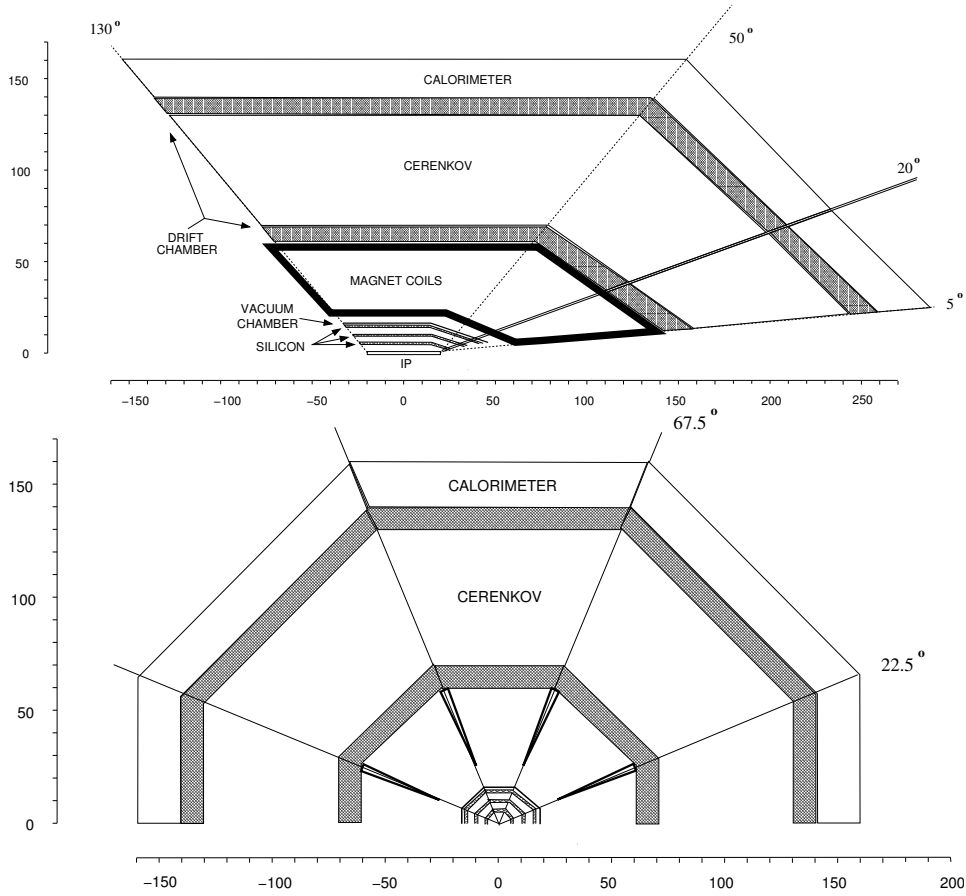 130°
50°
150
CALORIMETER
100
CERENKOV
20°
DRIFT
CHAMBER
50
MAGNET COILS
VACUUM
CHAMBER
5°
SILICON
0
IP
−150 −100 −50 0 50 100 150 200 250
67.5°
150
CALORIMETER
100
CERENKOV
22.5°
50
0
−150 −100 −50 0 50 100 150 200